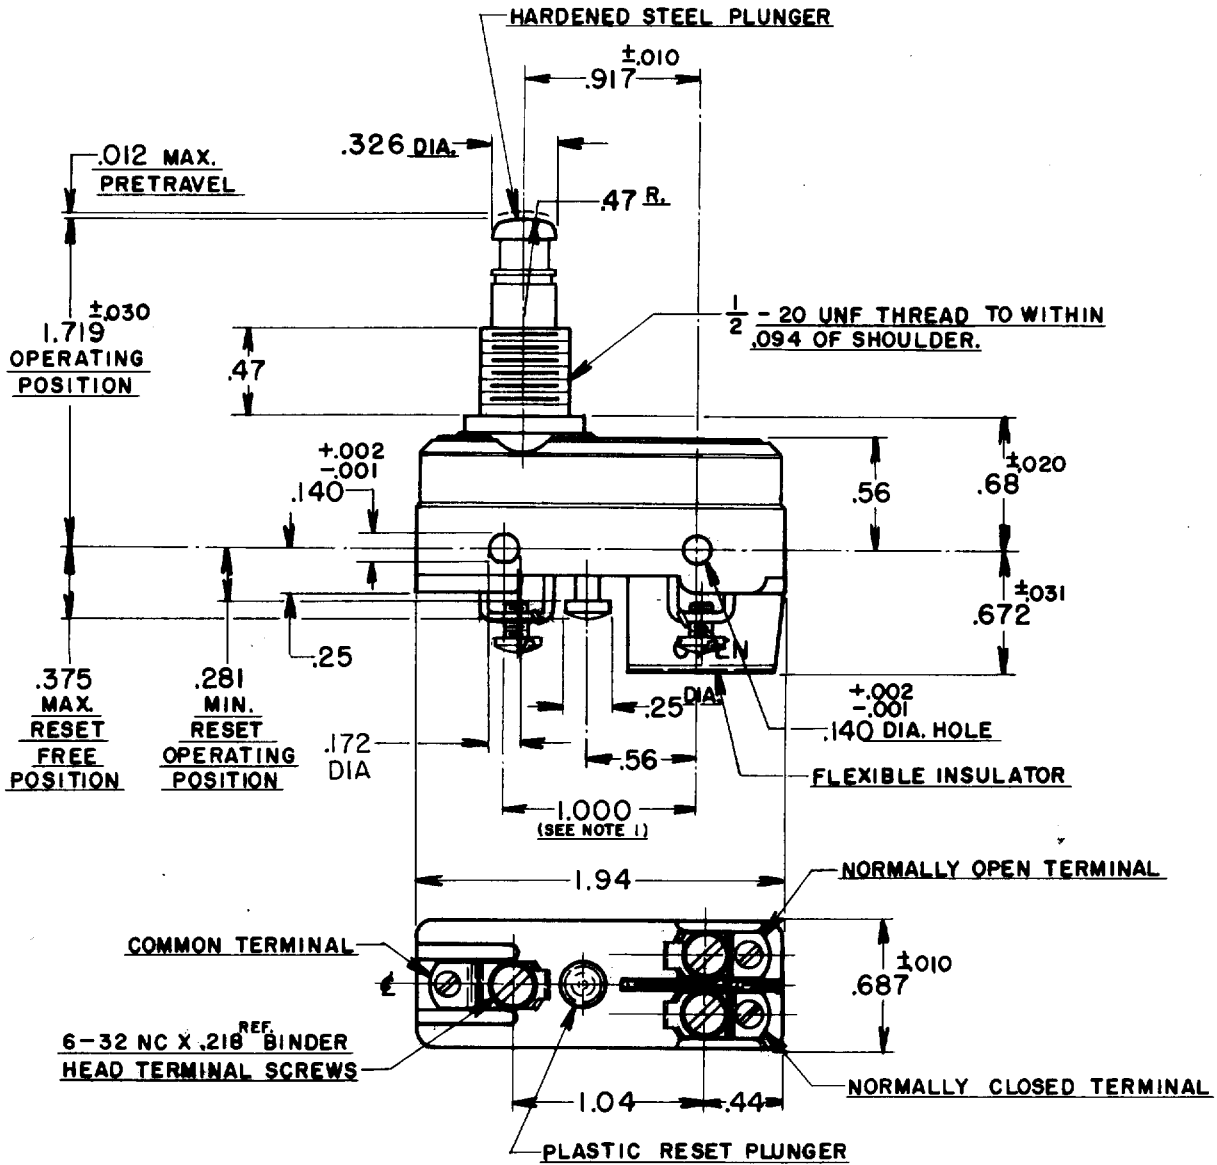 HARDENED STEEL PLUNGER
±.010
.917
.326 DIA.
.012 MAX.
PRETRAVEL
.47 R.
±.030
1.719
OPERATING
POSITION
1/2 - 20 UNF THREAD TO WITHIN
.094 OF SHOULDER.
.47
+.002
-.001
.140
.56
±.020
.68
±.031
.672
.25
.375
MAX.
RESET
FREE
POSITION
.281
MIN.
RESET
OPERATING
POSITION
.25 DIA.
+.002
-.001
.140 DIA. HOLE
.172
DIA
.56
FLEXIBLE INSULATOR
1.000
(SEE NOTE 1)
1.94
NORMALLY OPEN TERMINAL
COMMON TERMINAL
℄
±.010
.687
6-32 NC X .218 REF. BINDER
HEAD TERMINAL SCREWS
NORMALLY CLOSED TERMINAL
1.04
.44
PLASTIC RESET PLUNGER